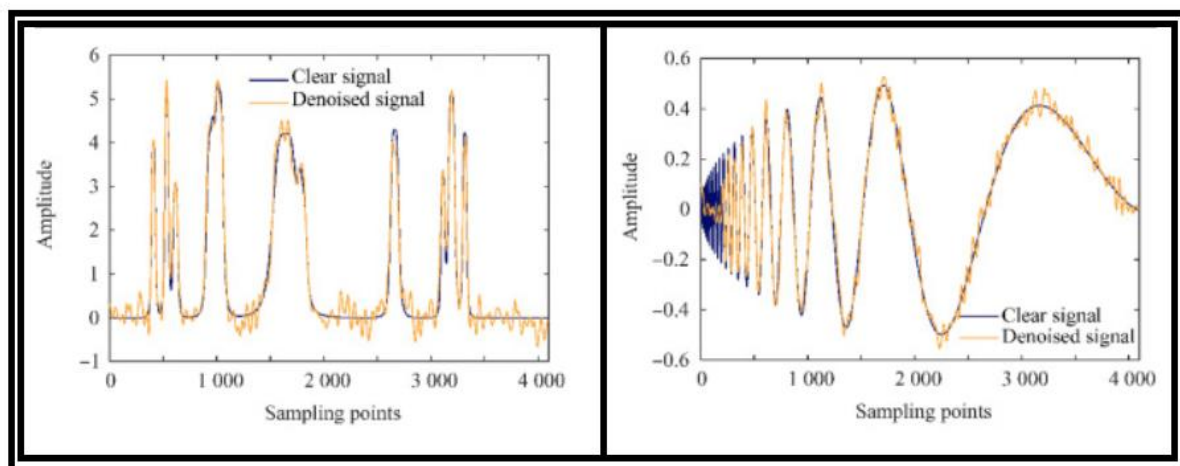 6
5
4
3
2
1
0
−1
Amplitude
Clear signal
Denoised signal
0 1 000 2 000 3 000 4 000
Sampling points
0.6
0.4
0.2
0
−0.2
−0.4
−0.6
Amplitude
Clear signal
Denoised signal
0 1 000 2 000 3 000 4 000
Sampling points